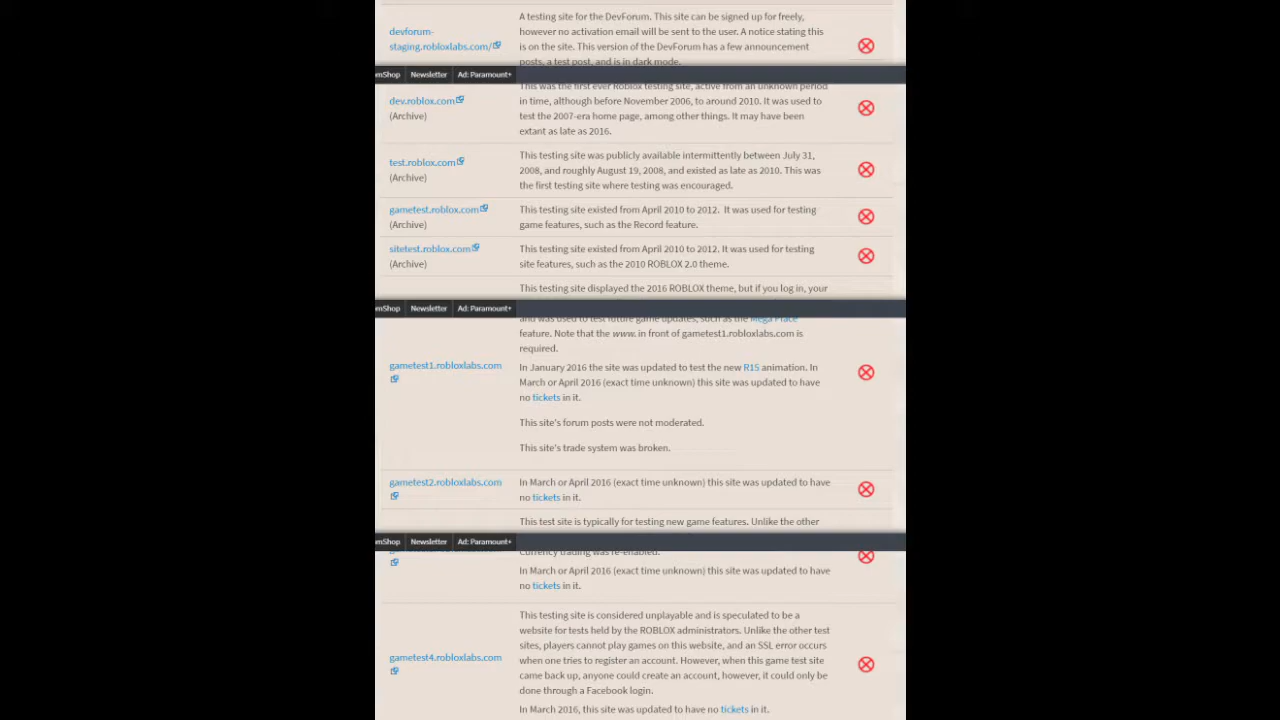 A testing site for the DevForum. This site can be signed up for freely,
devforum-
however no activation email will be sent to the user. A notice stating this
staging.robloxlabs.com/
is on the site. This version of the DevForum has a few announcement
posts, a test post, and is in dark mode.
omShop Newsletter Ad: Paramount+
This was the first ever Roblox testing site, active from an unknown period
dev.roblox.com
in time, although before November 2006, to around 2010. It was used to
(Archive)
test the 2007-era home page, among other things. It may have been
extant as late as 2016.
This testing site was publicly available intermittently between July 31,
test.roblox.com
2008, and roughly August 19, 2008, and existed as late as 2010. This was
(Archive)
the first testing site where testing was encouraged.
gametest.roblox.com
This testing site existed from April 2010 to 2012. It was used for testing
(Archive)
game features, such as the Record feature.
sitetest.roblox.com
This testing site existed from April 2010 to 2012. It was used for testing
(Archive)
site features, such as the 2010 ROBLOX 2.0 theme.
This testing site displayed the 2016 ROBLOX theme, but if you log in, your
omShop Newsletter Ad: Paramount+
and was used to test future game updates, such as the Mega Place
feature. Note that the www. in front of gametest1.robloxlabs.com is
required.
gametest1.robloxlabs.com
In January 2016 the site was updated to test the new R15 animation. In
March or April 2016 (exact time unknown) this site was updated to have
no tickets in it.
This site's forum posts were not moderated.
This site's trade system was broken.
gametest2.robloxlabs.com
In March or April 2016 (exact time unknown) this site was updated to have
no tickets in it.
This test site is typically for testing new game features. Unlike the other
omShop Newsletter Ad: Paramount+
Currency trading was re-enabled.
In March or April 2016 (exact time unknown) this site was updated to have
no tickets in it.
This testing site is considered unplayable and is speculated to be a
website for tests held by the ROBLOX administrators. Unlike the other test
sites, players cannot play games on this website, and an SSL error occurs
gametest4.robloxlabs.com
when one tries to register an account. However, when this game test site
came back up, anyone could create an account, however, it could only be
done through a Facebook login.
In March 2016, this site was updated to have no tickets in it.